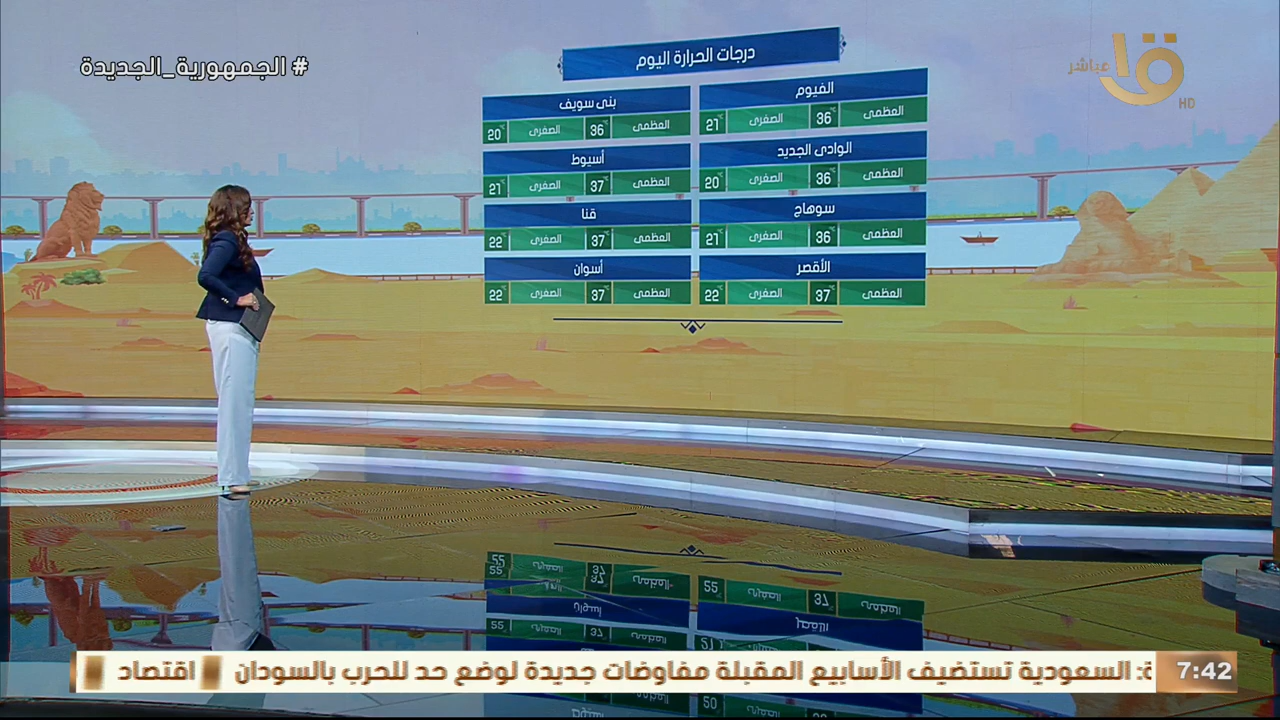 #الجمهورية_الجديدة
مباشر
HD
درجات الحرارة اليوم
الفيوم
العظمى 36°c الصغرى 21°c
بنى سويف
العظمى 36°c الصغرى 20°c
الوادى الجديد
العظمى 36°c الصغرى 20°c
أسيوط
العظمى 37°c الصغرى 21°c
سوهاج
العظمى 36°c الصغرى 21°c
قنا
العظمى 37°c الصغرى 22°c
الأقصر
العظمى 37°c الصغرى 22°c
أسوان
العظمى 37°c الصغرى 22°c
7:42
ة: السعودية تستضيف الأسابيع المقبلة مفاوضات جديدة لوضع حد للحرب بالسودان اقتصاد